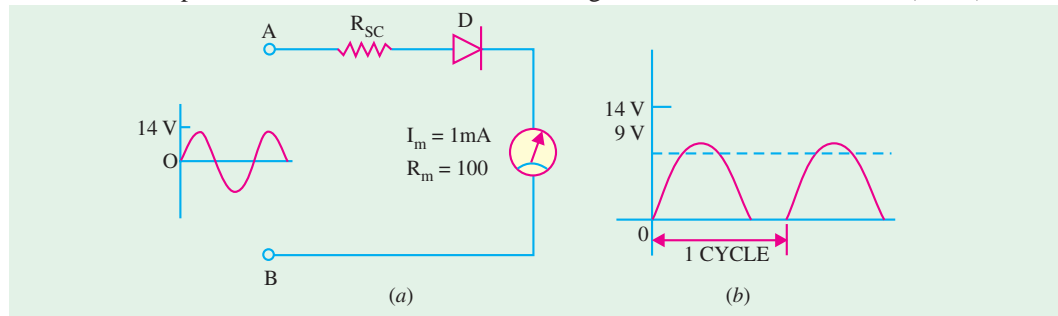 A
R_SC
D
14 V
O
I_m = 1mA
R_m = 100
B
(a)
14 V
9 V
0
1 CYCLE
(b)